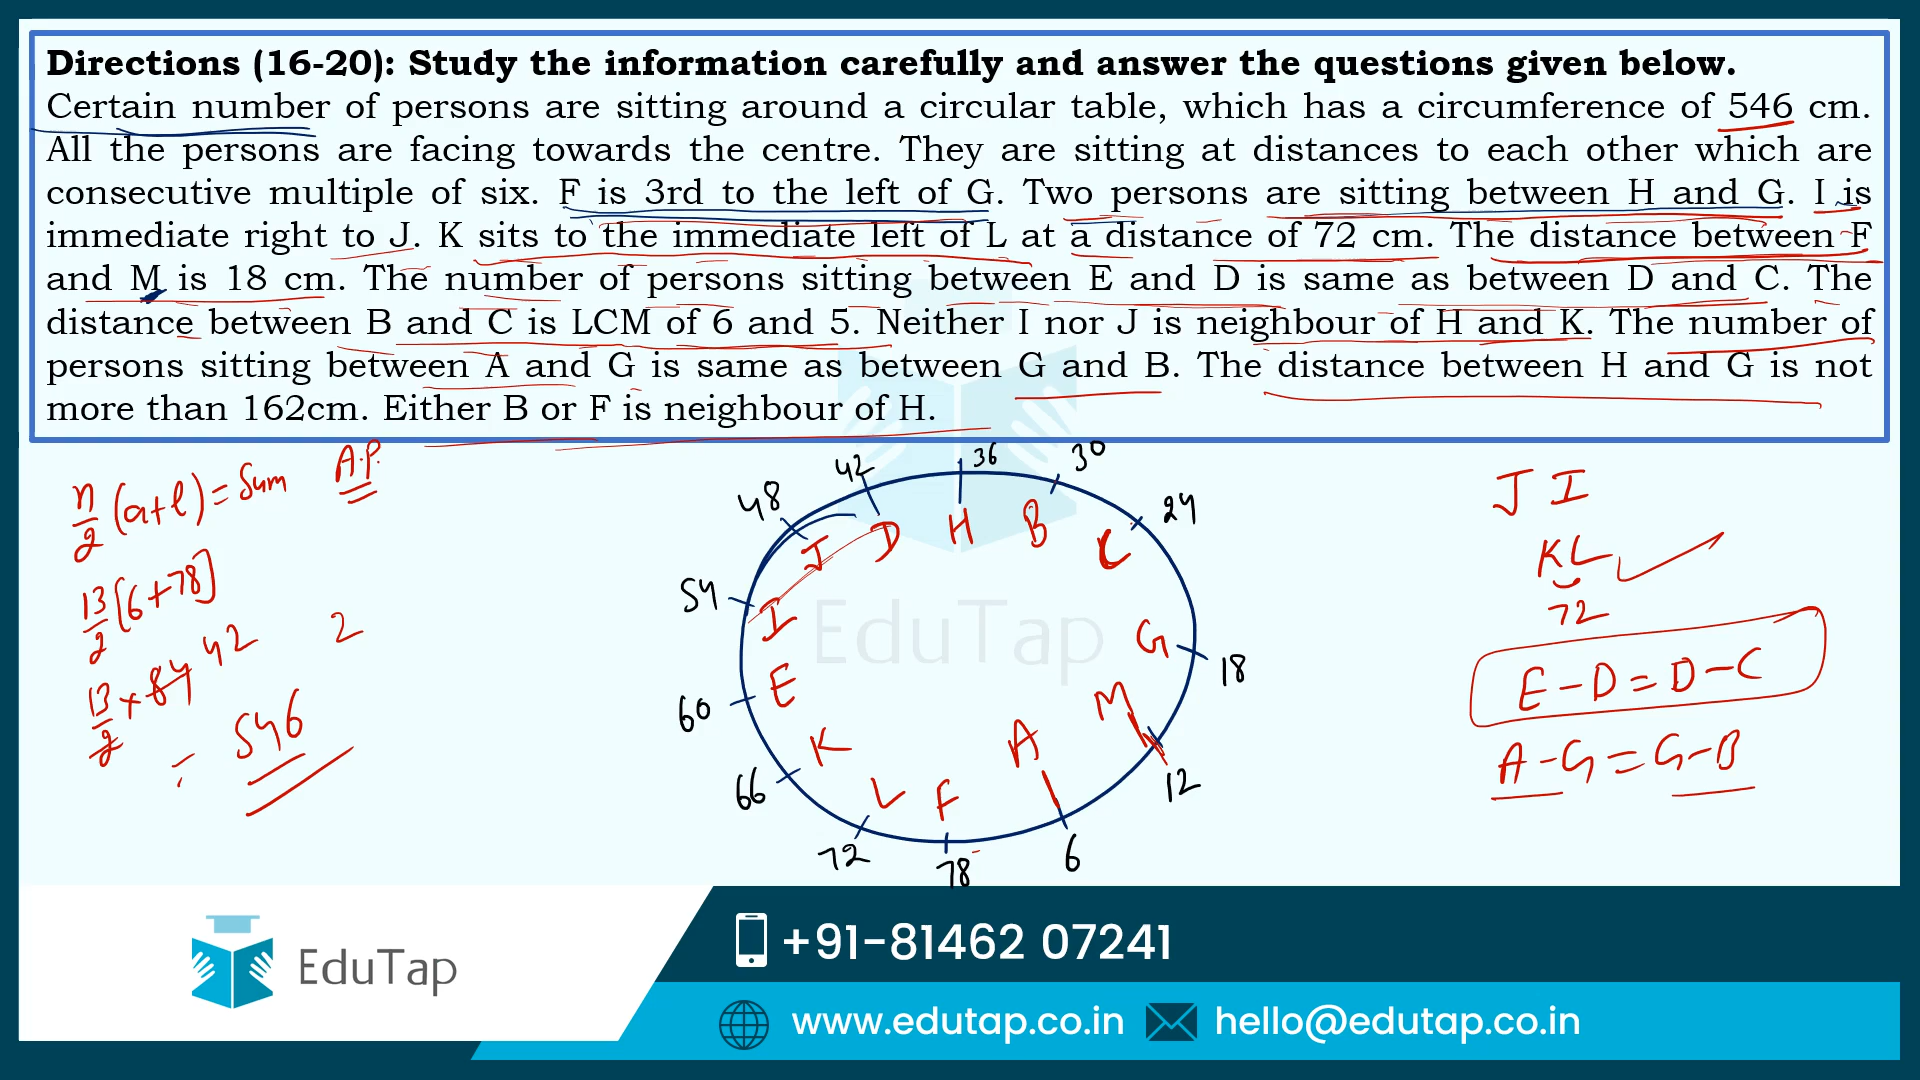 Directions (16-20): Study the information carefully and answer the questions given below.
Certain number of persons are sitting around a circular table, which has a circumference of 546 cm.
All the persons are facing towards the centre. They are sitting at distances to each other which are
consecutive multiple of six. F is 3rd to the left of G. Two persons are sitting between H and G. I is
immediate right to J. K sits to the immediate left of L at a distance of 72 cm. The distance between F
and M is 18 cm. The number of persons sitting between E and D is same as between D and C. The
distance between B and C is LCM of 6 and 5. Neither I nor J is neighbour of H and K. The number of
persons sitting between A and G is same as between G and B. The distance between H and G is not
more than 162cm. Either B or F is neighbour of H.
n/2 (a+l) = Sum A.P.
13/2 [6+78]
13/2 × 84 42 2
= 546
42 36 30
48 24
J D H B C
54
I
EduTap
G
18
E
M
60
K
A
12
66
L F
72 78 6
J I
KL
72
E-D=D-C
A-G=G-B
EduTap
+91-81462 07241
www.edutap.co.in hello@edutap.co.in